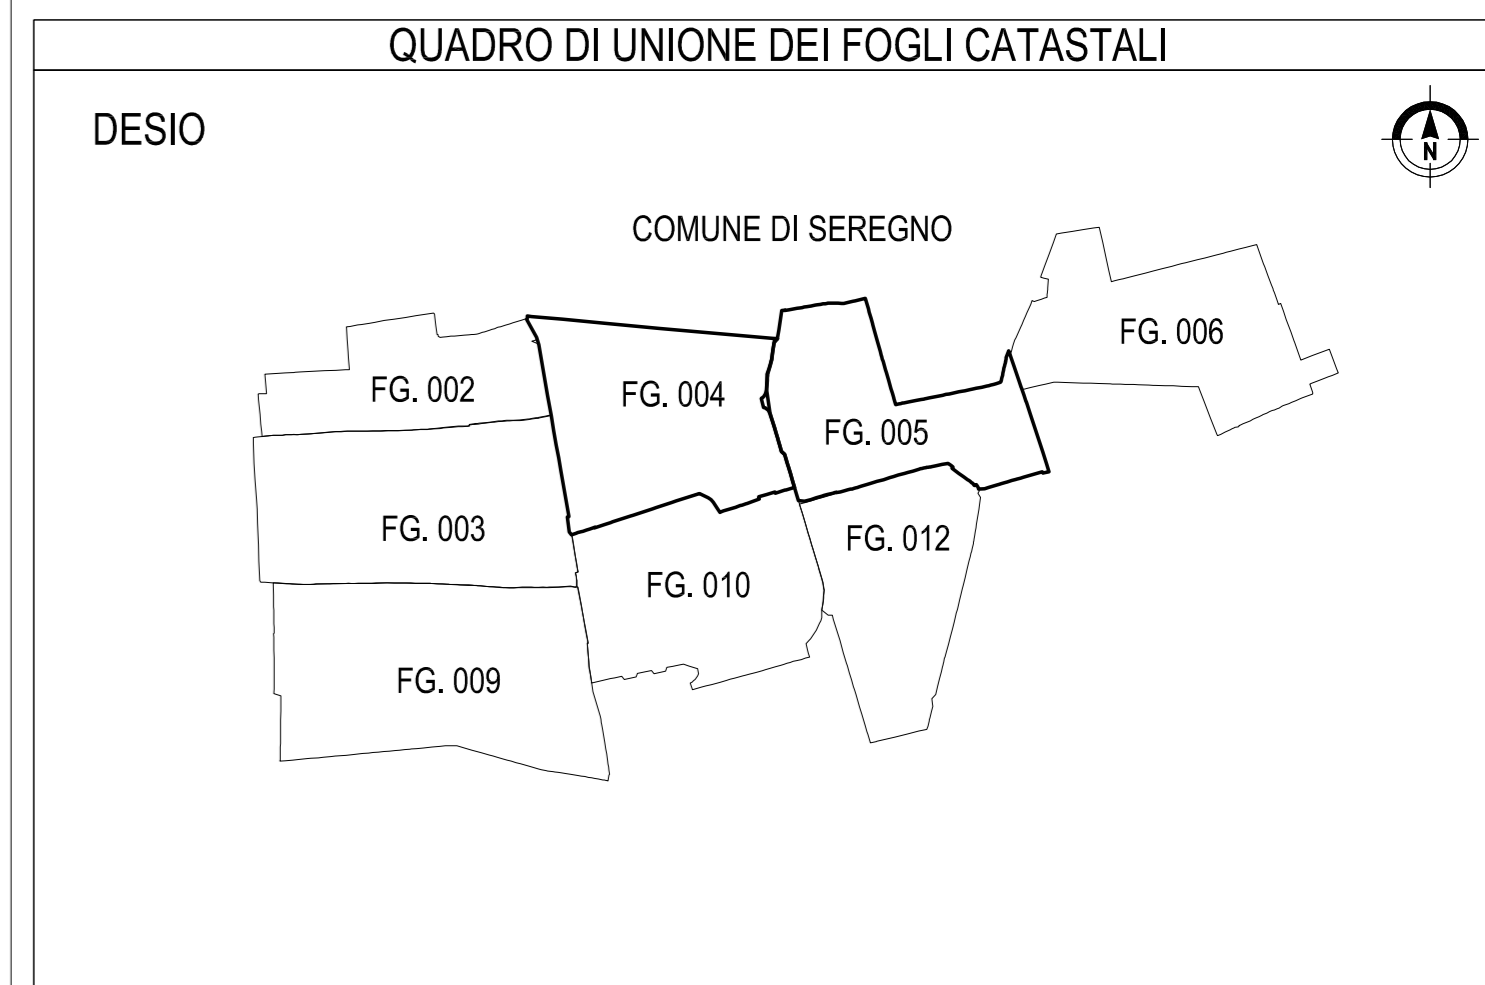 QUADRO DI UNIONE DEI FOGLI CATASTALI
DESIO
N
COMUNE DI SEREGNO
FG. 006
FG. 002
FG. 004
FG. 005
FG. 003
FG. 012
FG. 010
FG. 009